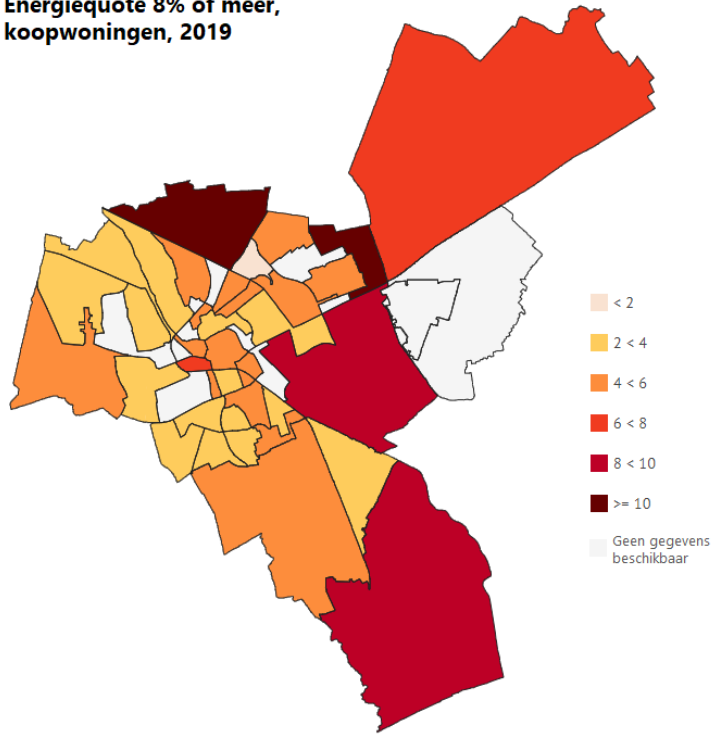 Energiequote 8% of meer,
koopwoningen, 2019
< 2
2 < 4
4 < 6
6 < 8
8 < 10
>= 10
Geen gegevens
beschikbaar